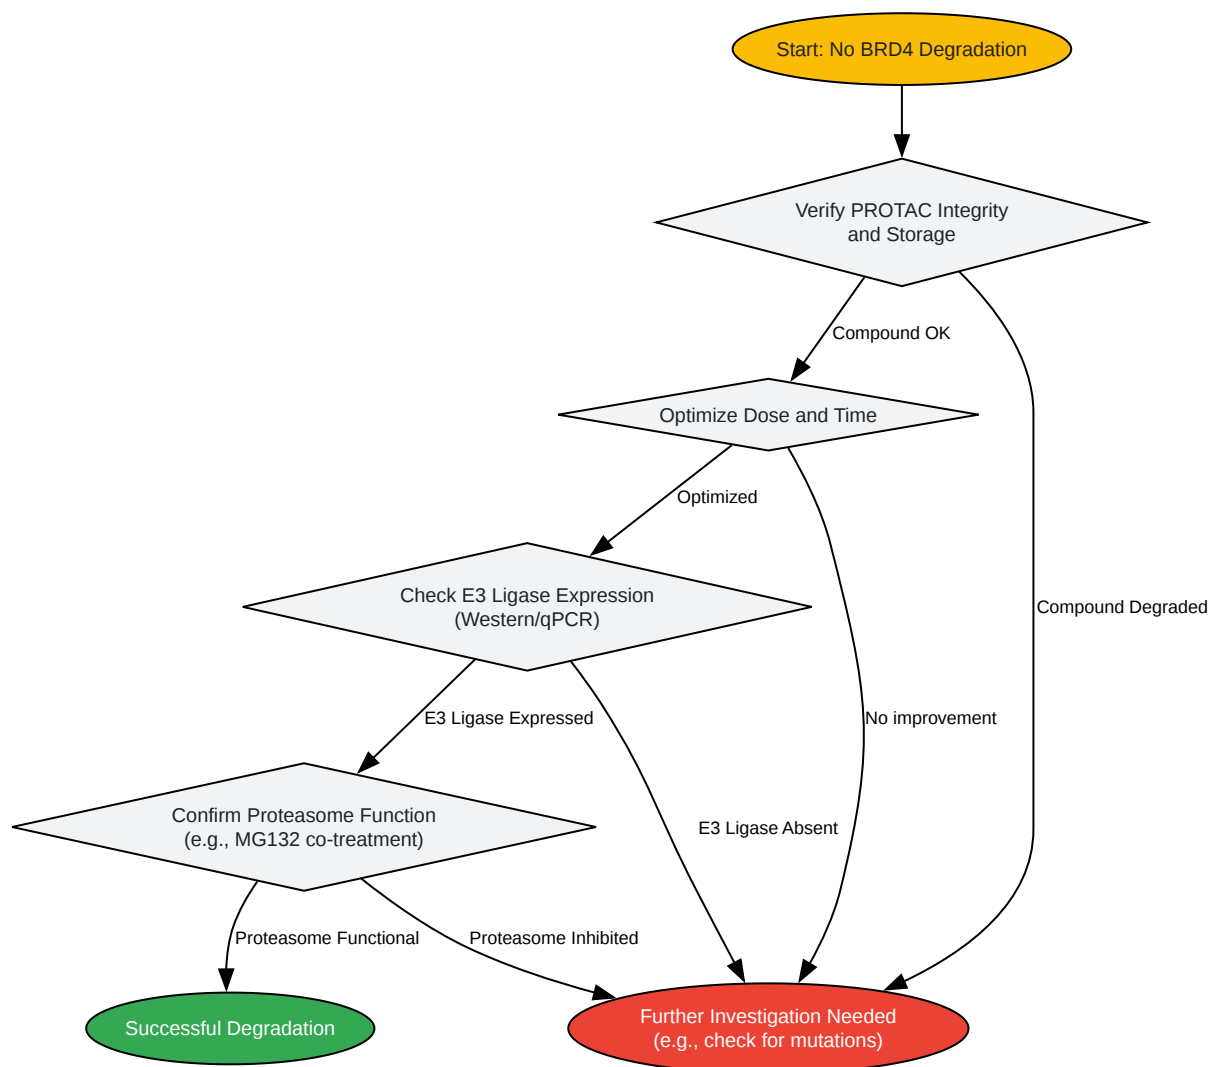 Start: No BRD4 Degradation
Verify PROTAC Integrity
and Storage
Compound OK
Optimize Dose and Time
Optimized
Check E3 Ligase Expression
(Western/qPCR)
Compound Degraded
E3 Ligase Expressed
No improvement
Confirm Proteasome Function
(e.g., MG132 co-treatment)
E3 Ligase Absent
Proteasome Functional
Proteasome Inhibited
Successful Degradation
Further Investigation Needed
(e.g., check for mutations)